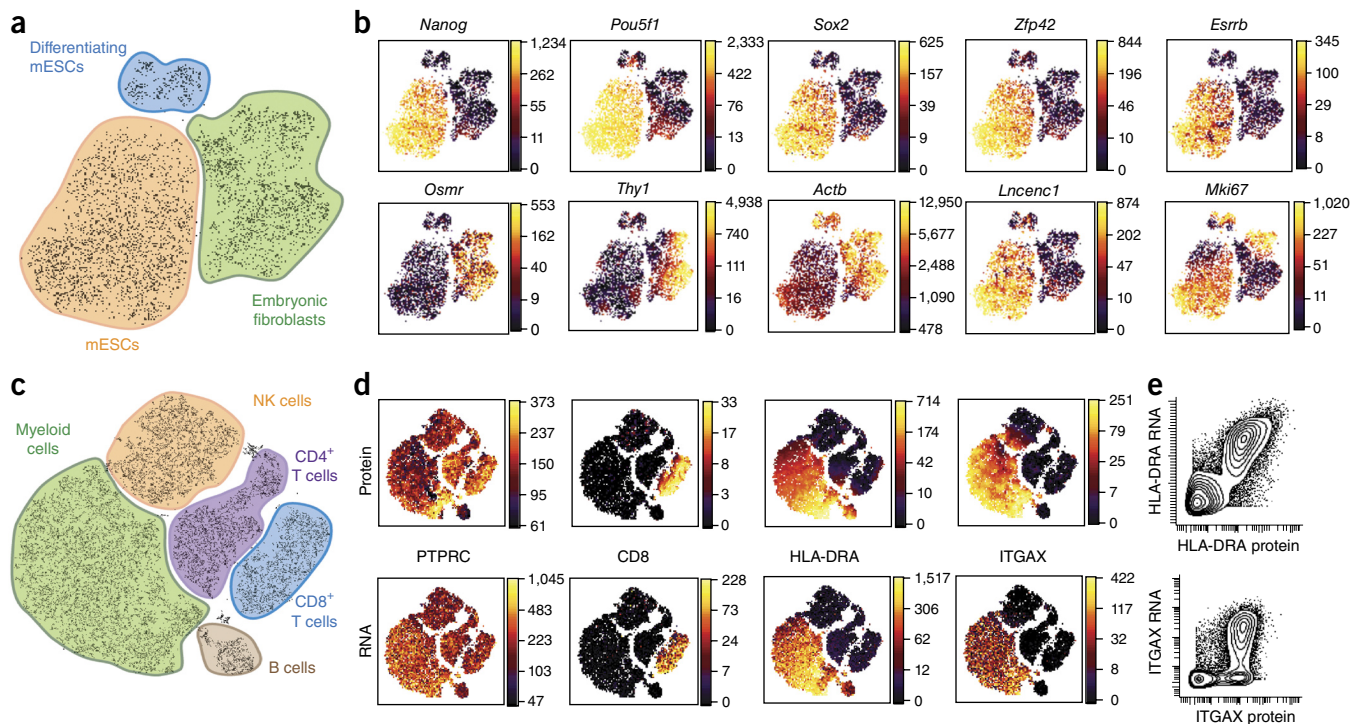 a
Differentiating
mESCs
Embryonic
fibroblasts
mESCs
b
Nanog
1,234
262
55
11
0
Pou5f1
2,333
422
76
13
0
Sox2
625
157
39
9
0
Zfp42
844
196
46
10
0
Esrrb
345
100
29
8
0
Osmr
553
162
40
9
0
Thy1
4,938
740
111
16
0
Actb
12,950
5,677
2,488
1,090
478
Lncenc1
874
202
47
10
0
Mki67
1,020
227
51
11
0
c
NK cells
Myeloid
cells
CD4+
T cells
CD8+
T cells
B cells
d
Protein
373
237
150
95
61
33
13
8
3
0
714
174
42
10
0
251
79
25
7
0
PTPRC
CD8
HLA-DRA
ITGAX
RNA
1,045
483
223
103
47
228
73
24
7
0
1,517
306
62
12
0
422
117
32
8
0
e
HLA-DRA RNA
HLA-DRA protein
ITGAX RNA
ITGAX protein